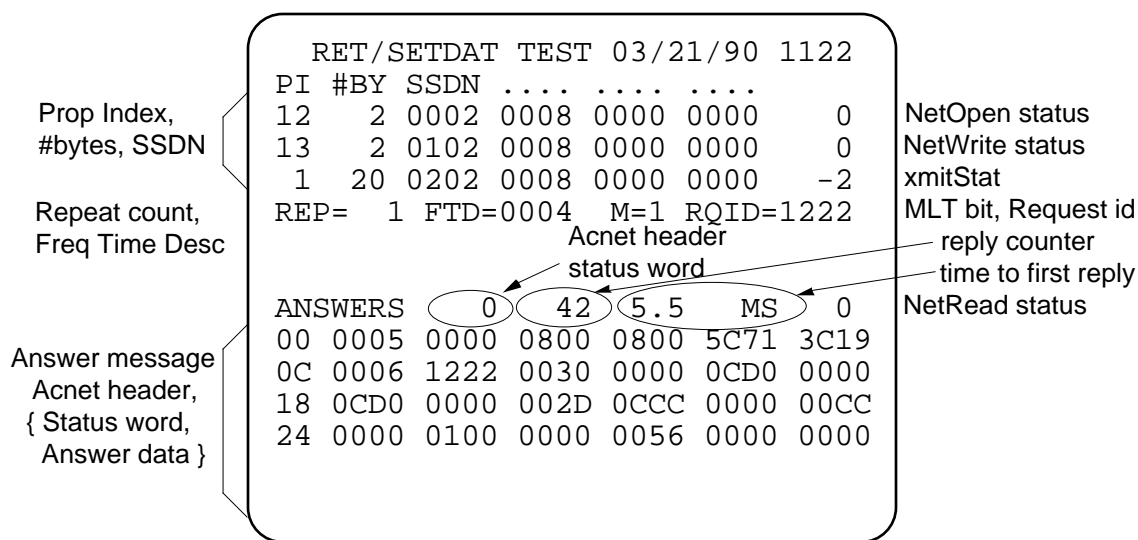 RET/SETDAT TEST 03/21/90 1122
PI #BY SSDN .... .... ....
12 2 0002 0008 0000 0000 0
13 2 0102 0008 0000 0000 0
1 20 0202 0008 0000 0000 -2
REP= 1 FTD=0004 M=1 RQID=1222
Prop Index,
#bytes, SSDN
Repeat count,
Freq Time Desc
NetOpen status
NetWrite status
xmitStat
MLT bit, Request id
Acnet header
status word
reply counter
time to first reply
NetRead status
ANSWERS 0 42 5.5 MS 0
00 0005 0000 0800 0800 5C71 3C19
0C 0006 1222 0030 0000 0CD0 0000
18 0CD0 0000 002D 0CCC 0000 00CC
24 0000 0100 0000 0056 0000 0000
Answer message
Acnet header,
{ Status word,
Answer data }